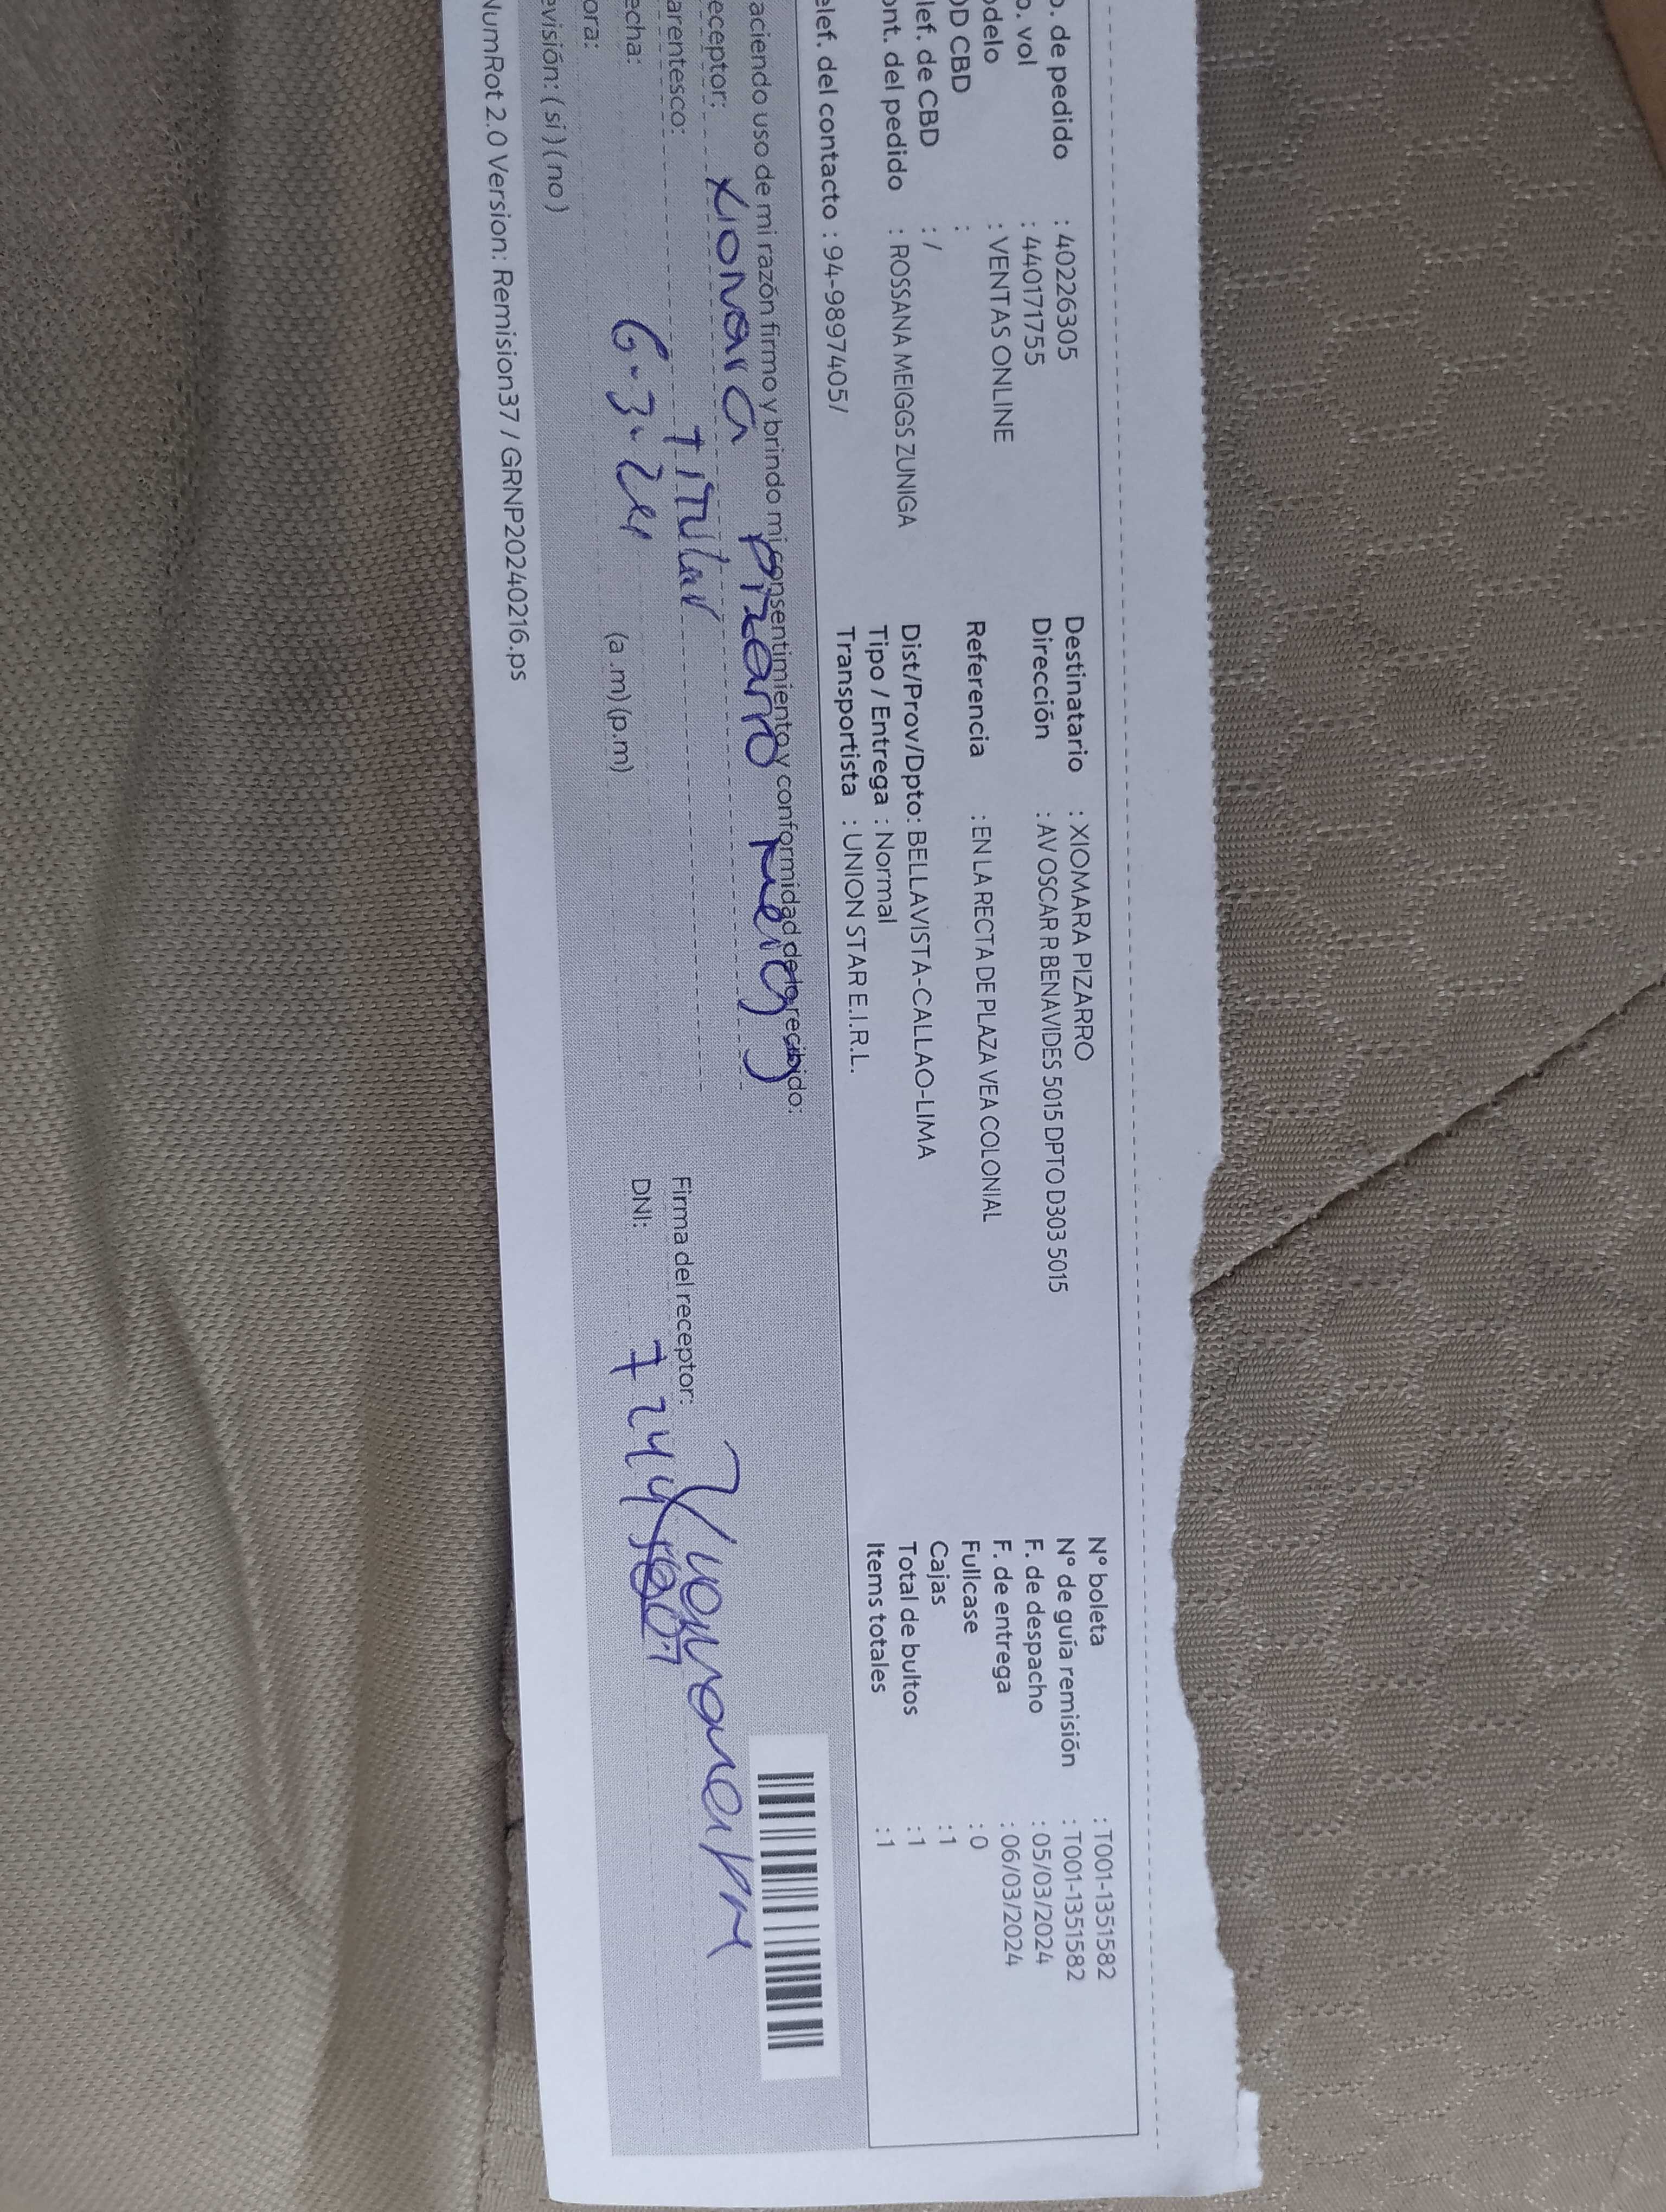 o. de pedido : 40226305
o. vol : 440171755
odelo : VENTAS ONLINE
OD CBD :
lef. de CBD : /
ont. del pedido : ROSSANA MEIGGS ZUNIGA
elef. del contacto : 94-9897405/
Destinatario : XIOMARA PIZARRO
Dirección : AV OSCAR R BENAVIDES 5015 DPTO D303 5015
Referencia : EN LA RECTA DE PLAZA VEA COLONIAL
Dist/Prov/Dpto: BELLAVISTA-CALLAO-LIMA
Tipo / Entrega : Normal
Transportista : UNION STAR E.I.R.L.
N° boleta : T001-1351582
N° de guía remisión : T001-1351582
F. de despacho : 05/03/2024
F. de entrega : 06/03/2024
Fullcase : 0
Cajas : 1
Total de bultos : 1
Items totales : 1
aciendo uso de mi razón firmo y brindo mi consentimiento y conformidad de lo recibido:
eceptor: Xiomara Pizarro
arentesco: Titular
echa: 6-3-24
ora: (a .m) (p.m)
evisión: ( si ) ( no )
Firma del receptor:
DNI:
NumRot 2.0 Version: Remision37 / GRNP20240216.ps